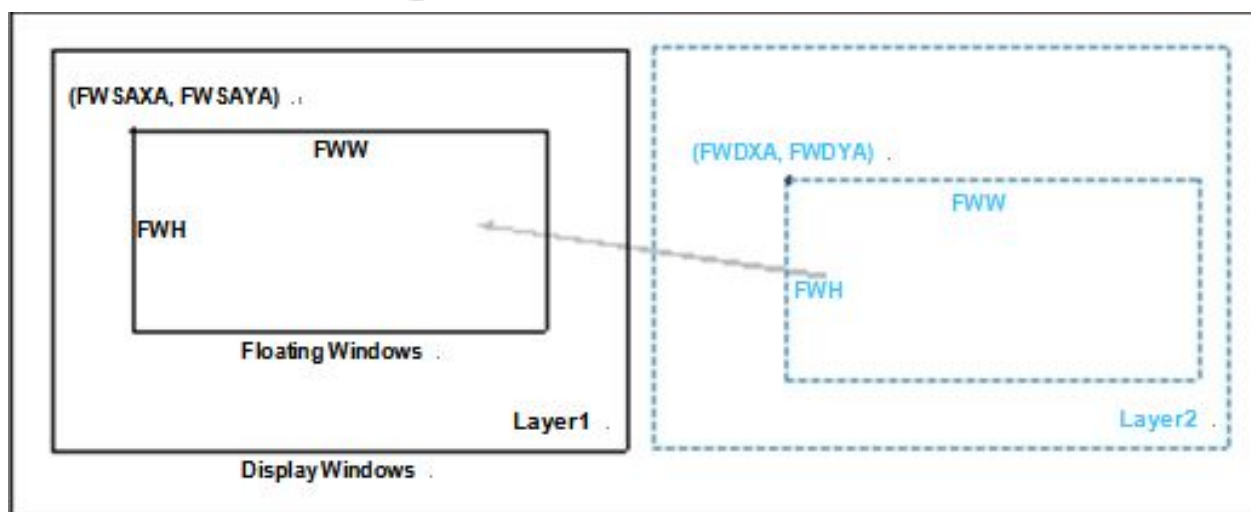 (FWSAXA, FWSAYA)
FWW
FWH
Floating Windows
Layer1
Display Windows
(FWDXA, FWDYA)
FWW
FWH
Layer2